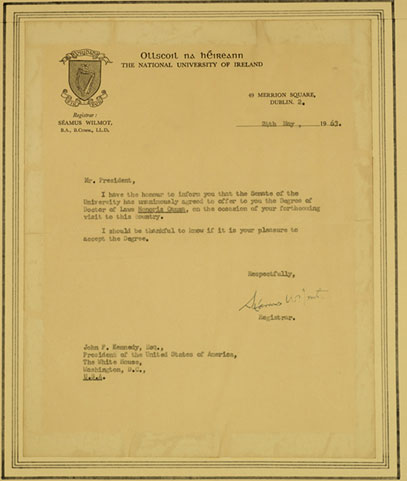 Ollscoil na hÉireann
THE NATIONAL UNIVERSITY OF IRELAND
49 MERRION SQUARE,
DUBLIN. 2.
Registrar:
SÉAMUS WILMOT,
B.A., B.Comm., LL.D.
May, 1963.
Mr. President,
I have the honour to inform you that the Senate of the
University has unanimously agreed to offer to you the Degree of
Doctor of Laws Honoris Causa, on the occasion of your forthcoming
visit to this Country.
I should be thankful to know if it is your pleasure to
accept the Degree.
Respectfully,
Séamus Wilmot
Registrar.
John F. Kennedy, Esq.,
President of the United States of America,
The White House,
Washington, D.C.,
U.S.A.